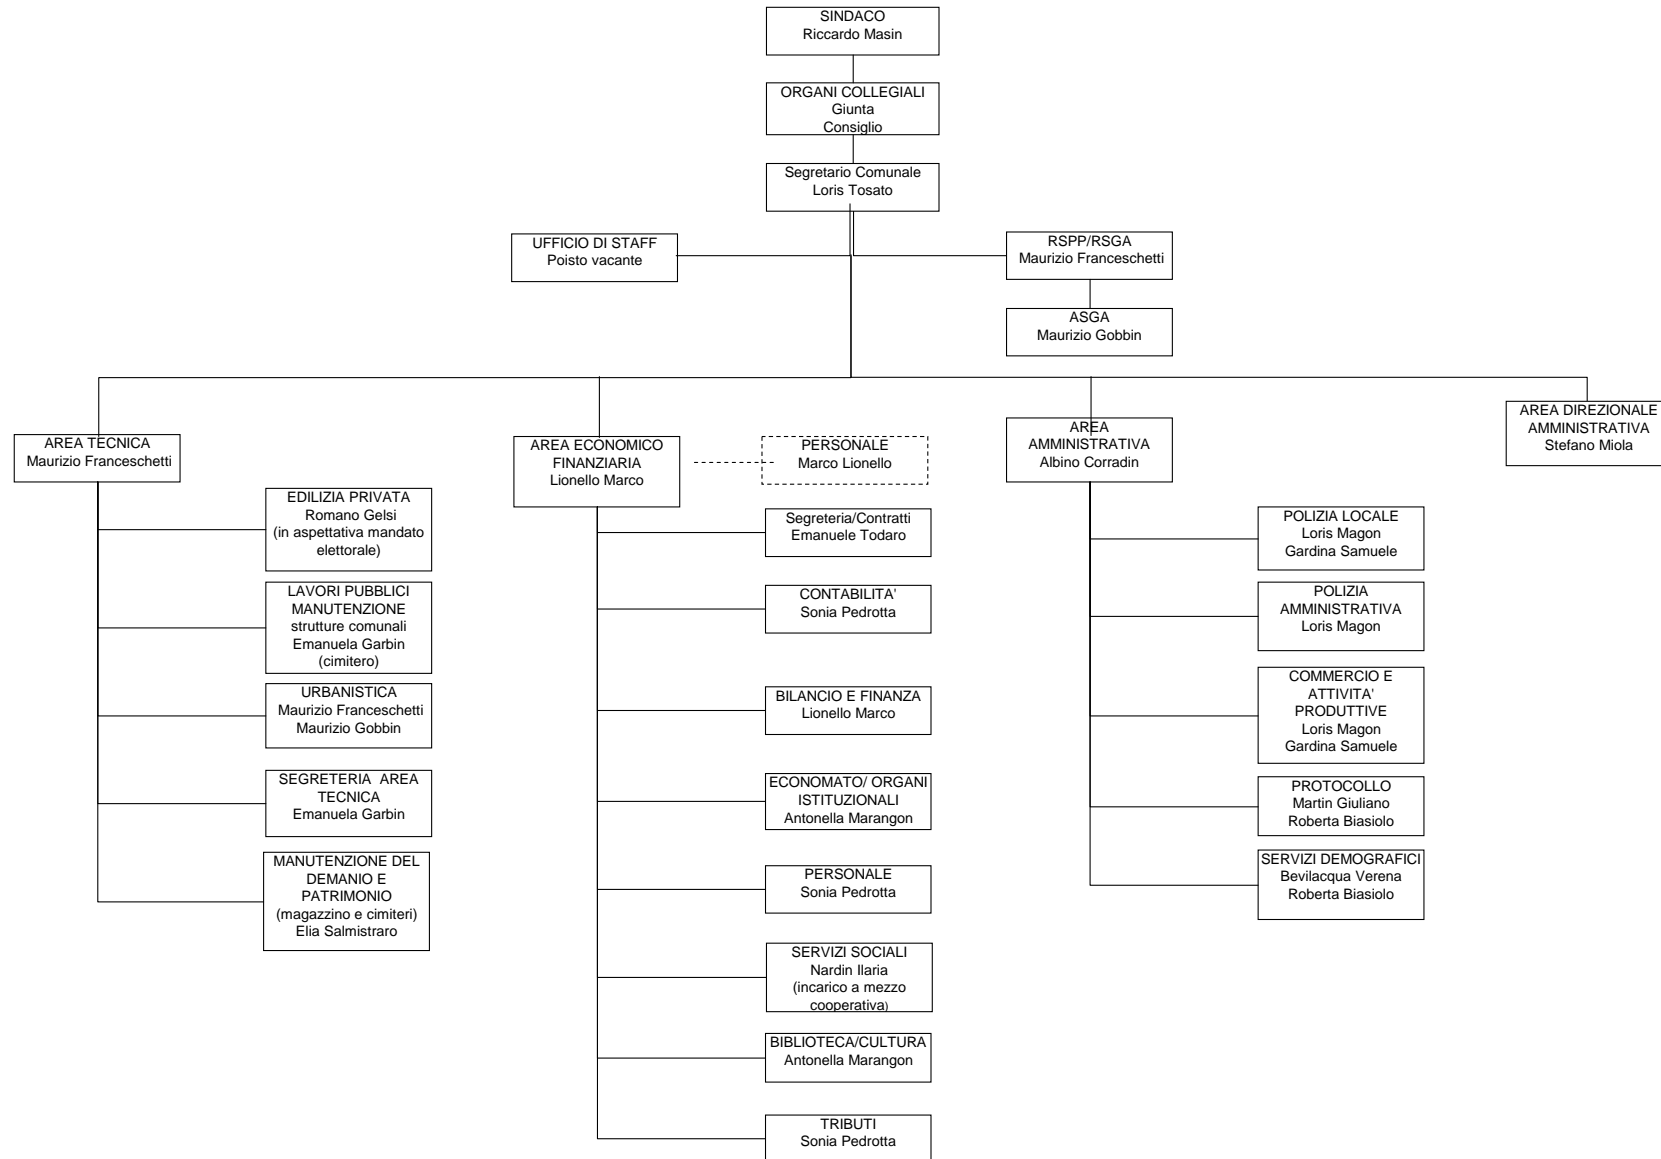 SINDACO
Riccardo Masin
ORGANI COLLEGIALI
Giunta
Consiglio
Segretario Comunale
Loris Tosato
UFFICIO DI STAFF
Poisto vacante
RSPP/RSGA
Maurizio Franceschetti
ASGA
Maurizio Gobbin
AREA TECNICA
Maurizio Franceschetti
EDILIZIA PRIVATA
Romano Gelsi
(in aspettativa mandato
elettorale)
LAVORI PUBBLICI
MANUTENZIONE
strutture comunali
Emanuela Garbin
(cimitero)
URBANISTICA
Maurizio Franceschetti
Maurizio Gobbin
SEGRETERIA AREA
TECNICA
Emanuela Garbin
MANUTENZIONE DEL
DEMANIO E
PATRIMONIO
(magazzino e cimiteri)
Elia Salmistraro
AREA ECONOMICO
FINANZIARIA
Lionello Marco
PERSONALE
Marco Lionello
Segreteria/Contratti
Emanuele Todaro
CONTABILITA'
Sonia Pedrotta
BILANCIO E FINANZA
Lionello Marco
ECONOMATO/ ORGANI
ISTITUZIONALI
Antonella Marangon
PERSONALE
Sonia Pedrotta
SERVIZI SOCIALI
Nardin Ilaria
(incarico a mezzo
cooperativa)
BIBLIOTECA/CULTURA
Antonella Marangon
TRIBUTI
Sonia Pedrotta
AREA
AMMINISTRATIVA
Albino Corradin
POLIZIA LOCALE
Loris Magon
Gardina Samuele
POLIZIA
AMMINISTRATIVA
Loris Magon
COMMERCIO E
ATTIVITA'
PRODUTTIVE
Loris Magon
Gardina Samuele
PROTOCOLLO
Martin Giuliano
Roberta Biasiolo
SERVIZI DEMOGRAFICI
Bevilacqua Verena
Roberta Biasiolo
AREA DIREZIONALE
AMMINISTRATIVA
Stefano Miola